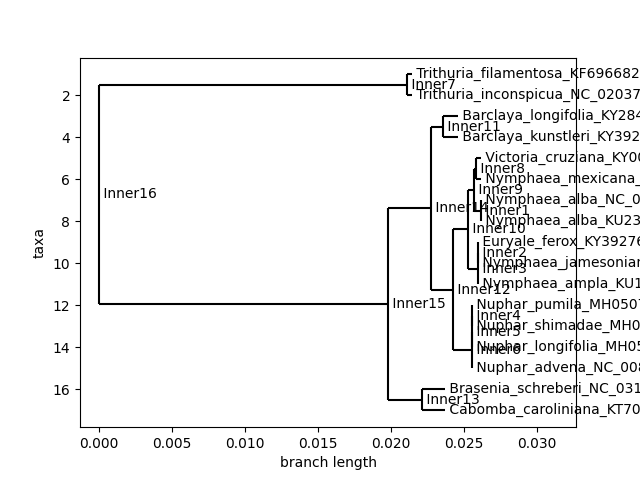 Trithuria_filamentosa_KF696682
Inner7
Trithuria_inconspicua_NC_02037
Barclaya_longifolia_KY284
Inner11
Barclaya_kunstleri_KY392
Victoria_cruziana_KY00
Inner8
Nymphaea_mexicana_
Inner9
Inner16
Nymphaea_alba_NC_0
Inner14
Inner1
Nymphaea_alba_KU23
Inner10
Euryale_ferox_KY39276
Inner2
Nymphaea_jamesonian
Inner3
Nymphaea_ampla_KU1
Inner12
Inner15
Nuphar_pumila_MH0507
Inner4
Nuphar_shimadae_MH0
Inner5
Nuphar_longifolia_MH05
Inner6
Nuphar_advena_NC_008
Brasenia_schreberi_NC_031
Inner13
Cabomba_caroliniana_KT70
2
4
6
8
10
12
14
16
taxa
0.000 0.005 0.010 0.015 0.020 0.025 0.030
branch length